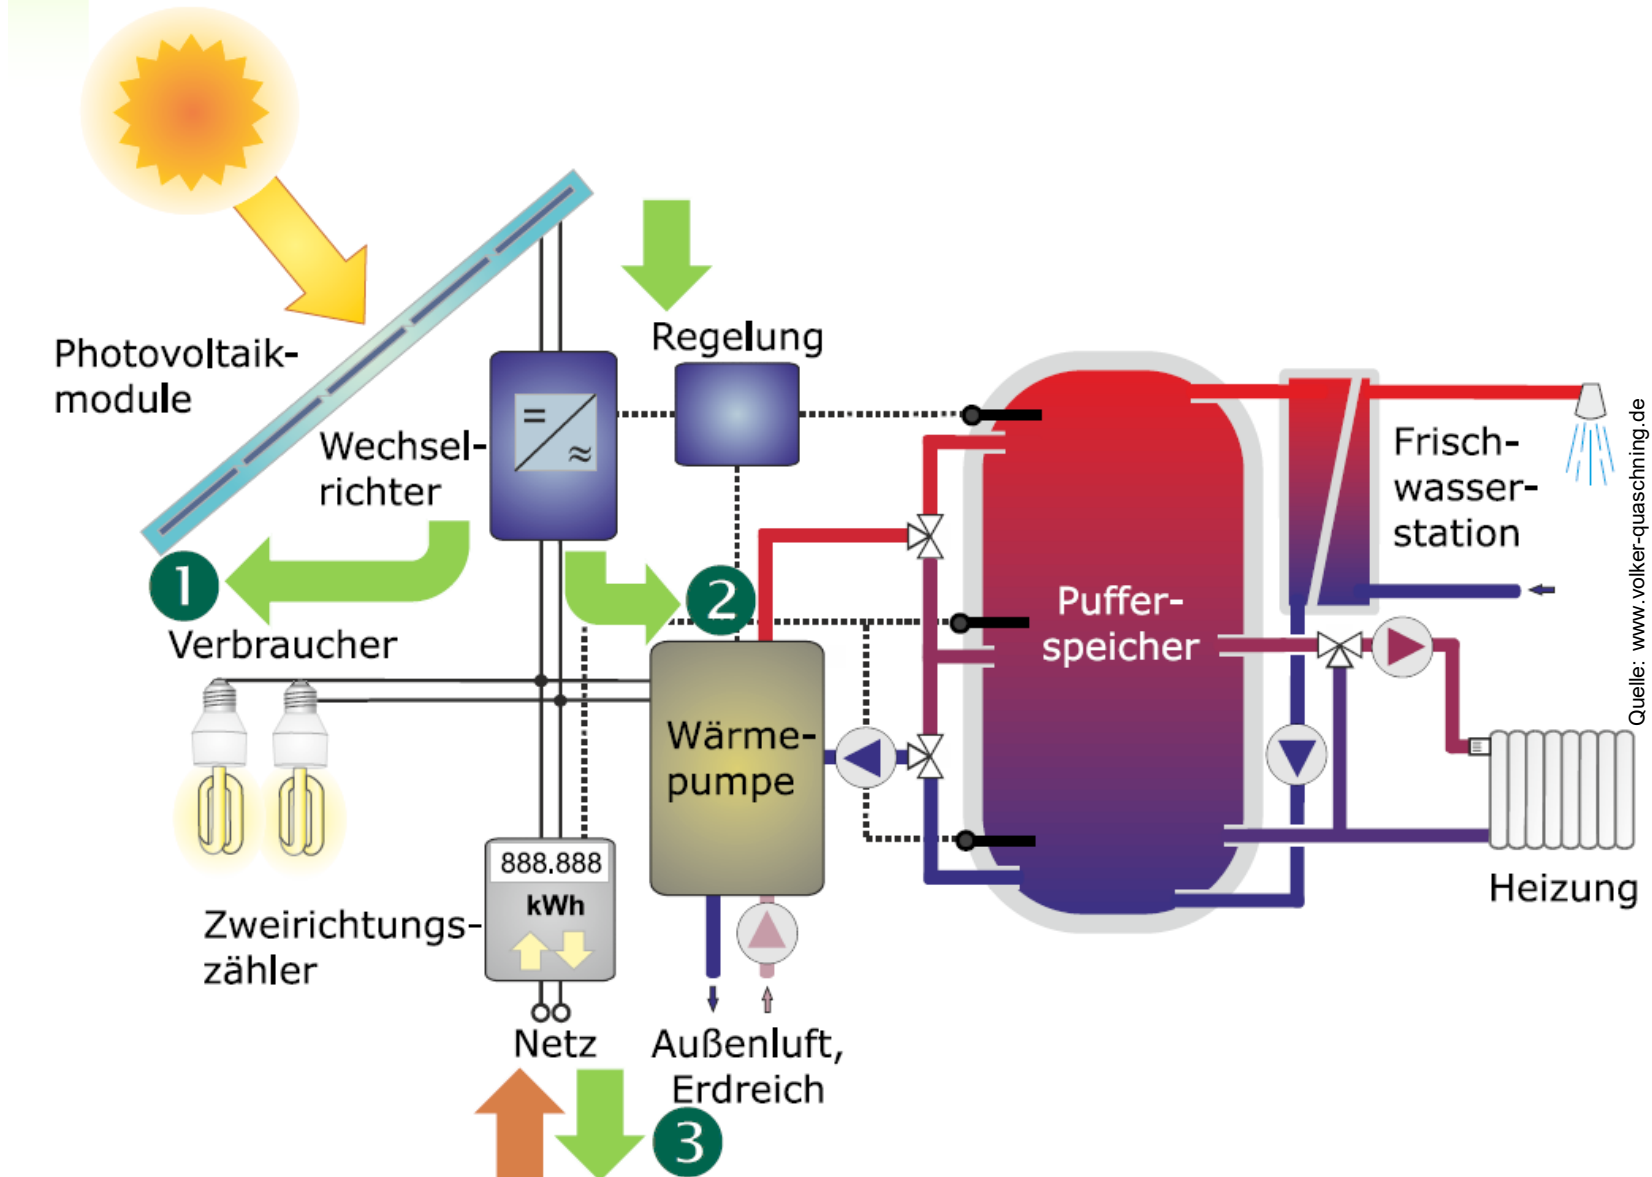 Regelung
Photovoltaik-
module
Wechsel-
richter
=
≈
Frisch-
wasser-
station
1
2
Verbraucher
Puffer-
speicher
Wärme-
pumpe
888.888
kWh
Zweirichtungs-
zähler
Heizung
Netz
Außenluft,
Erdreich
3
Quelle: www.volker-quaschning.de